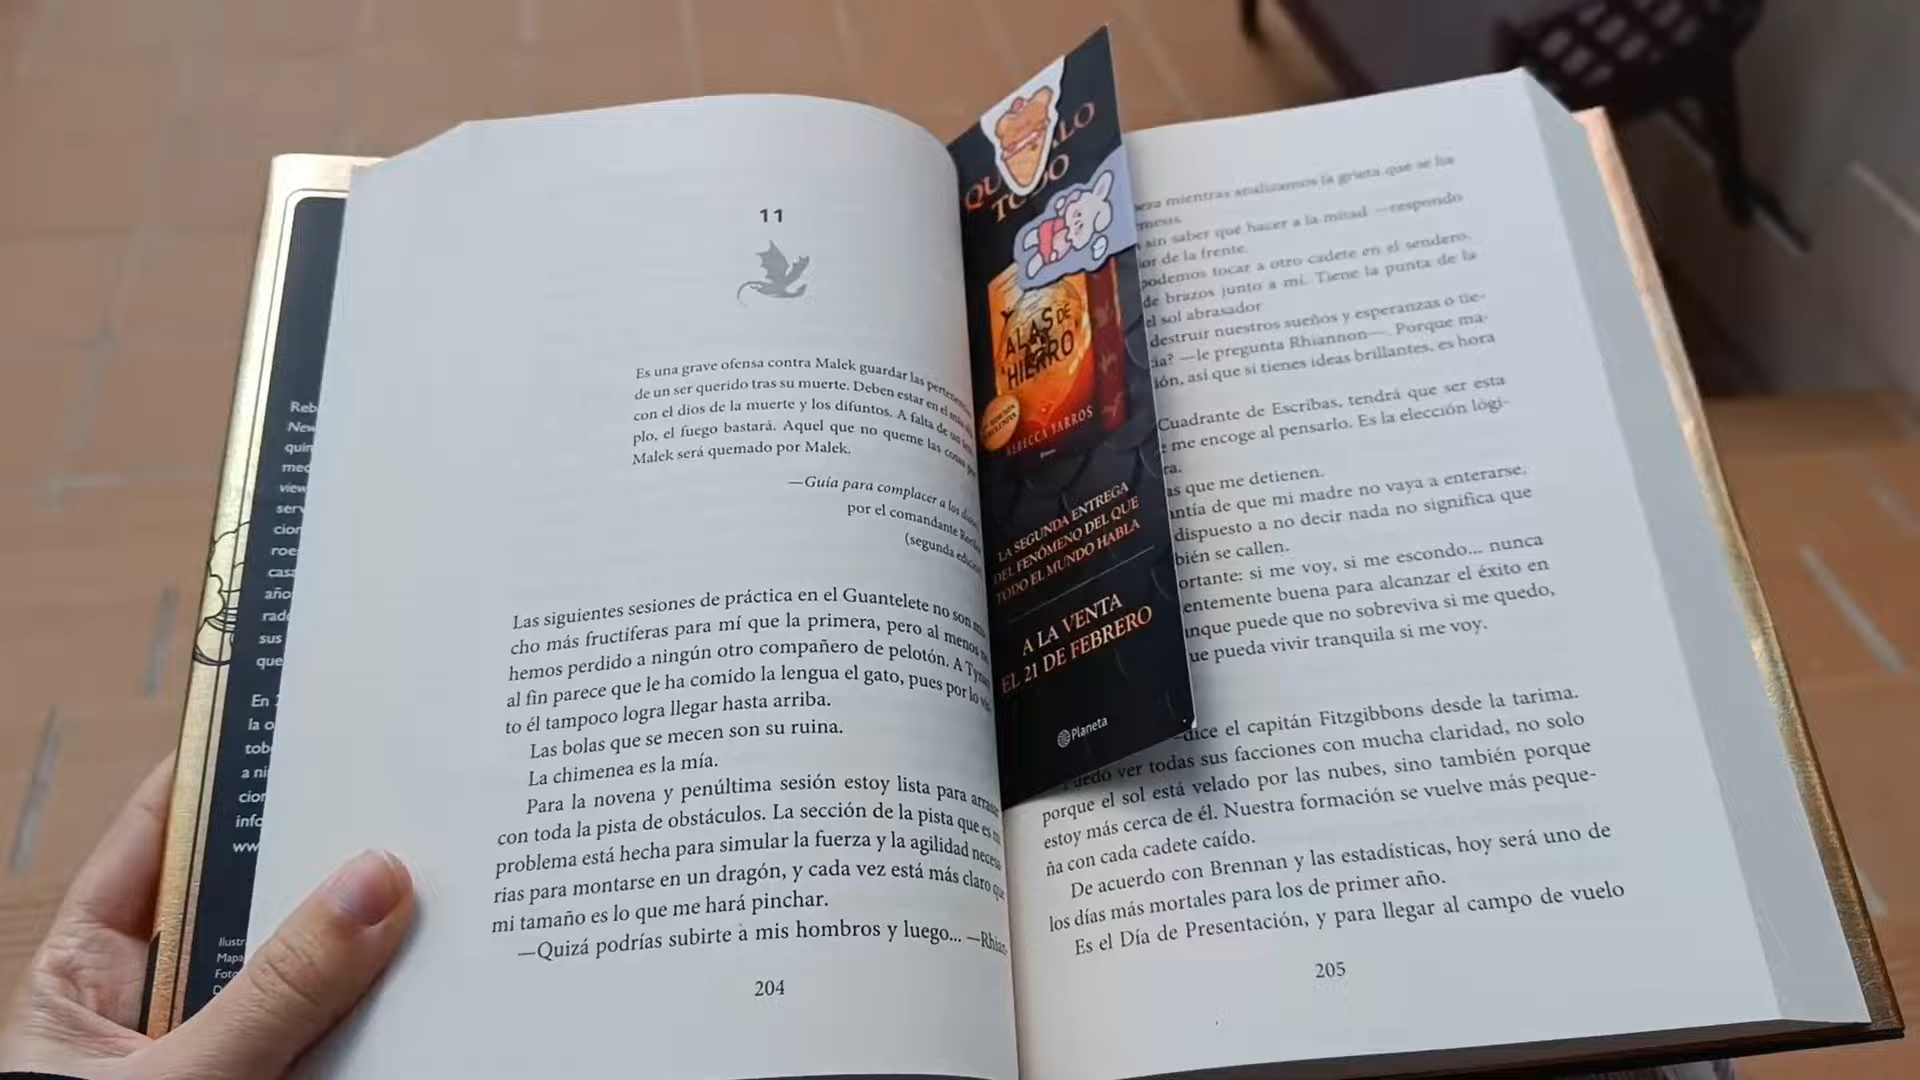 11
Es una grave ofensa contra Malek guardar las
de un ser querido tras su muerte. Deben estar en el
con el dios de la muerte y los difuntos. A falta de un
plo, el fuego bastará. Aquel que no queme las cosas
Malek será quemado por Malek.
—Guía para complacer a los
por el comandante
(segunda
Las siguientes sesiones de práctica en el Guantelete no son
cho más fructíferas para mí que la primera, pero al menos
hemos perdido a ningún otro compañero de pelotón. A
al fin parece que le ha comido la lengua el gato, pues por lo
to él tampoco logra llegar hasta arriba.
Las bolas que se mecen son su ruina.
La chimenea es la mía.
Para la novena y penúltima sesión estoy lista para
con toda la pista de obstáculos. La sección de la pista que es
problema está hecha para simular la fuerza y la agilidad
rias para montarse en un dragón, y cada vez está más claro
mi tamaño es lo que me hará pinchar.
—Quizá podrías subirte a mis hombros y luego...
204
ALAS DE
HIERRO
REBECCA YARROS
LA SEGUNDA ENTREGA
DEL FENÓMENO DEL QUE
TODO EL MUNDO HABLA
A LA VENTA
EL 21 DE FEBRERO
Planeta
mientras analizamos la grieta que se ha
sin saber qué hacer a la mitad —respondo
de la frente.
podemos tocar a otro cadete en el sendero.
de brazos junto a mí. Tiene la punta de la
el sol abrasador
destruir nuestros sueños y esperanzas o tie-
—le pregunta Rhiannon—. Porque ma-
así que si tienes ideas brillantes, es hora
Cuadrante de Escribas, tendrá que ser esta
me encoge al pensarlo. Es la elección lógi-
que me detienen.
de que mi madre no vaya a enterarse.
dispuesto a no decir nada no significa que
se callen.
si me voy, si me escondo... nunca
buena para alcanzar el éxito en
puede que no sobreviva si me quedo,
pueda vivir tranquila si me voy.
—dice el capitán Fitzgibbons desde la tarima.
ver todas sus facciones con mucha claridad, no solo
porque el sol está velado por las nubes, sino también porque
estoy más cerca de él. Nuestra formación se vuelve más peque-
ña con cada cadete caído.
De acuerdo con Brennan y las estadísticas, hoy será uno de
los días más mortales para los de primer año.
Es el Día de Presentación, y para llegar al campo de vuelo
205